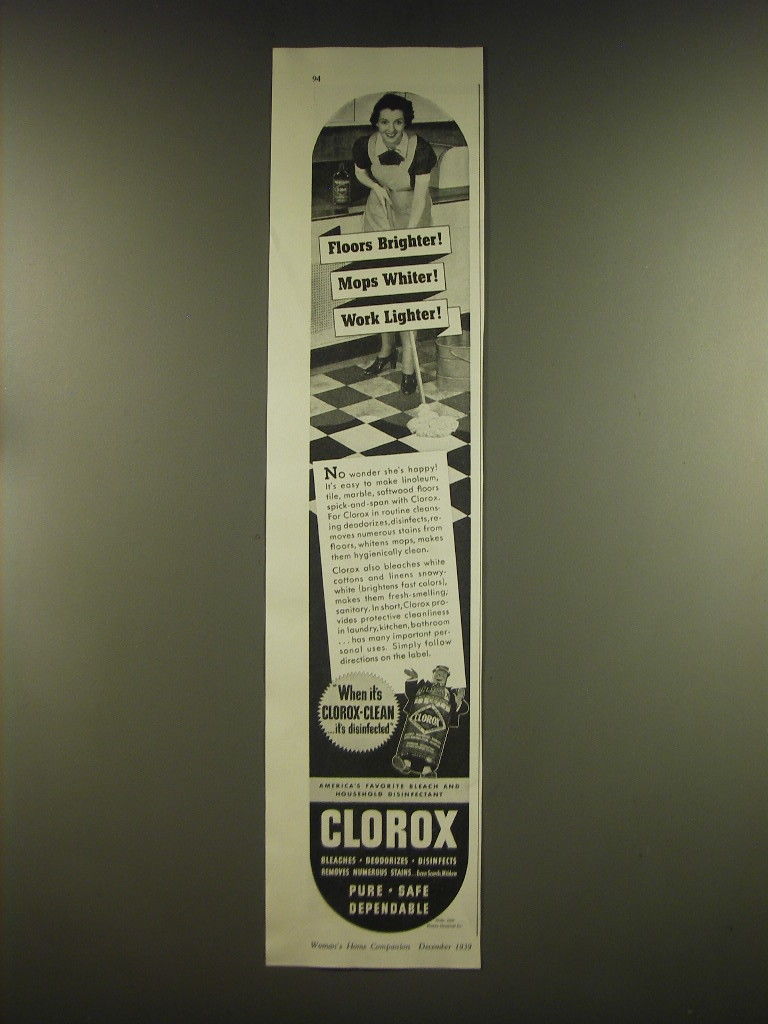 94
Floors Brighter!
Mops Whiter!
Work Lighter!
No wonder she's happy!
It's easy to make linoleum,
tile, marble, softwood floors
spick-and-span with Clorox.
For Clorox in routine cleans-
ing deodorizes, disinfects, re-
moves numerous stains from
floors, whitens mops, makes
them hygienically clean.
Clorox also bleaches white
cottons and linens snowy-
white (brightens fast colors),
makes them fresh-smelling,
sanitary. In short, Clorox pro-
vides protective cleanliness
in laundry, kitchen, bathroom
... has many important per-
sonal uses. Simply follow
directions on the label.
"When it's
CLOROX-CLEAN
...it's disinfected"
CLOROX
AMERICA'S FAVORITE BLEACH AND
HOUSEHOLD DISINFECTANT
CLOROX
BLEACHES • DEODORIZES • DISINFECTS
REMOVES NUMEROUS STAINS... Even Scorch, Mildew
PURE • SAFE
DEPENDABLE
Woman's Home Companion December 1939